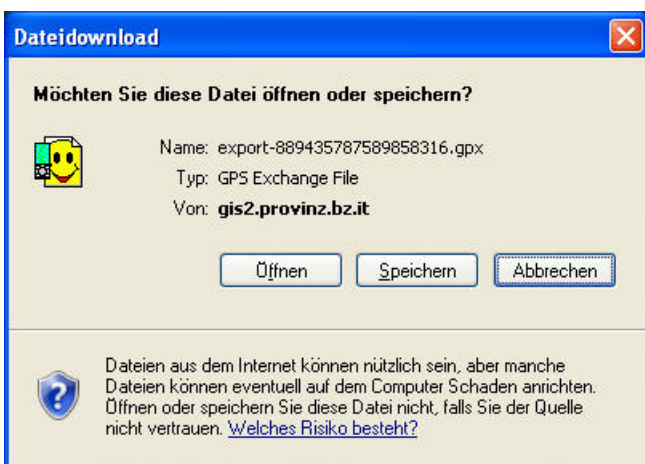 Dateidownload
Möchten Sie diese Datei öffnen oder speichern?
Name: export-889435787589858316.gpx
Typ: GPS Exchange File
Von: gis2.provinz.bz.it
Öffnen Speichern Abbrechen
Dateien aus dem Internet können nützlich sein, aber manche
Dateien können eventuell auf dem Computer Schaden anrichten.
Öffnen oder speichern Sie diese Datei nicht, falls Sie der Quelle
nicht vertrauen. Welches Risiko besteht?